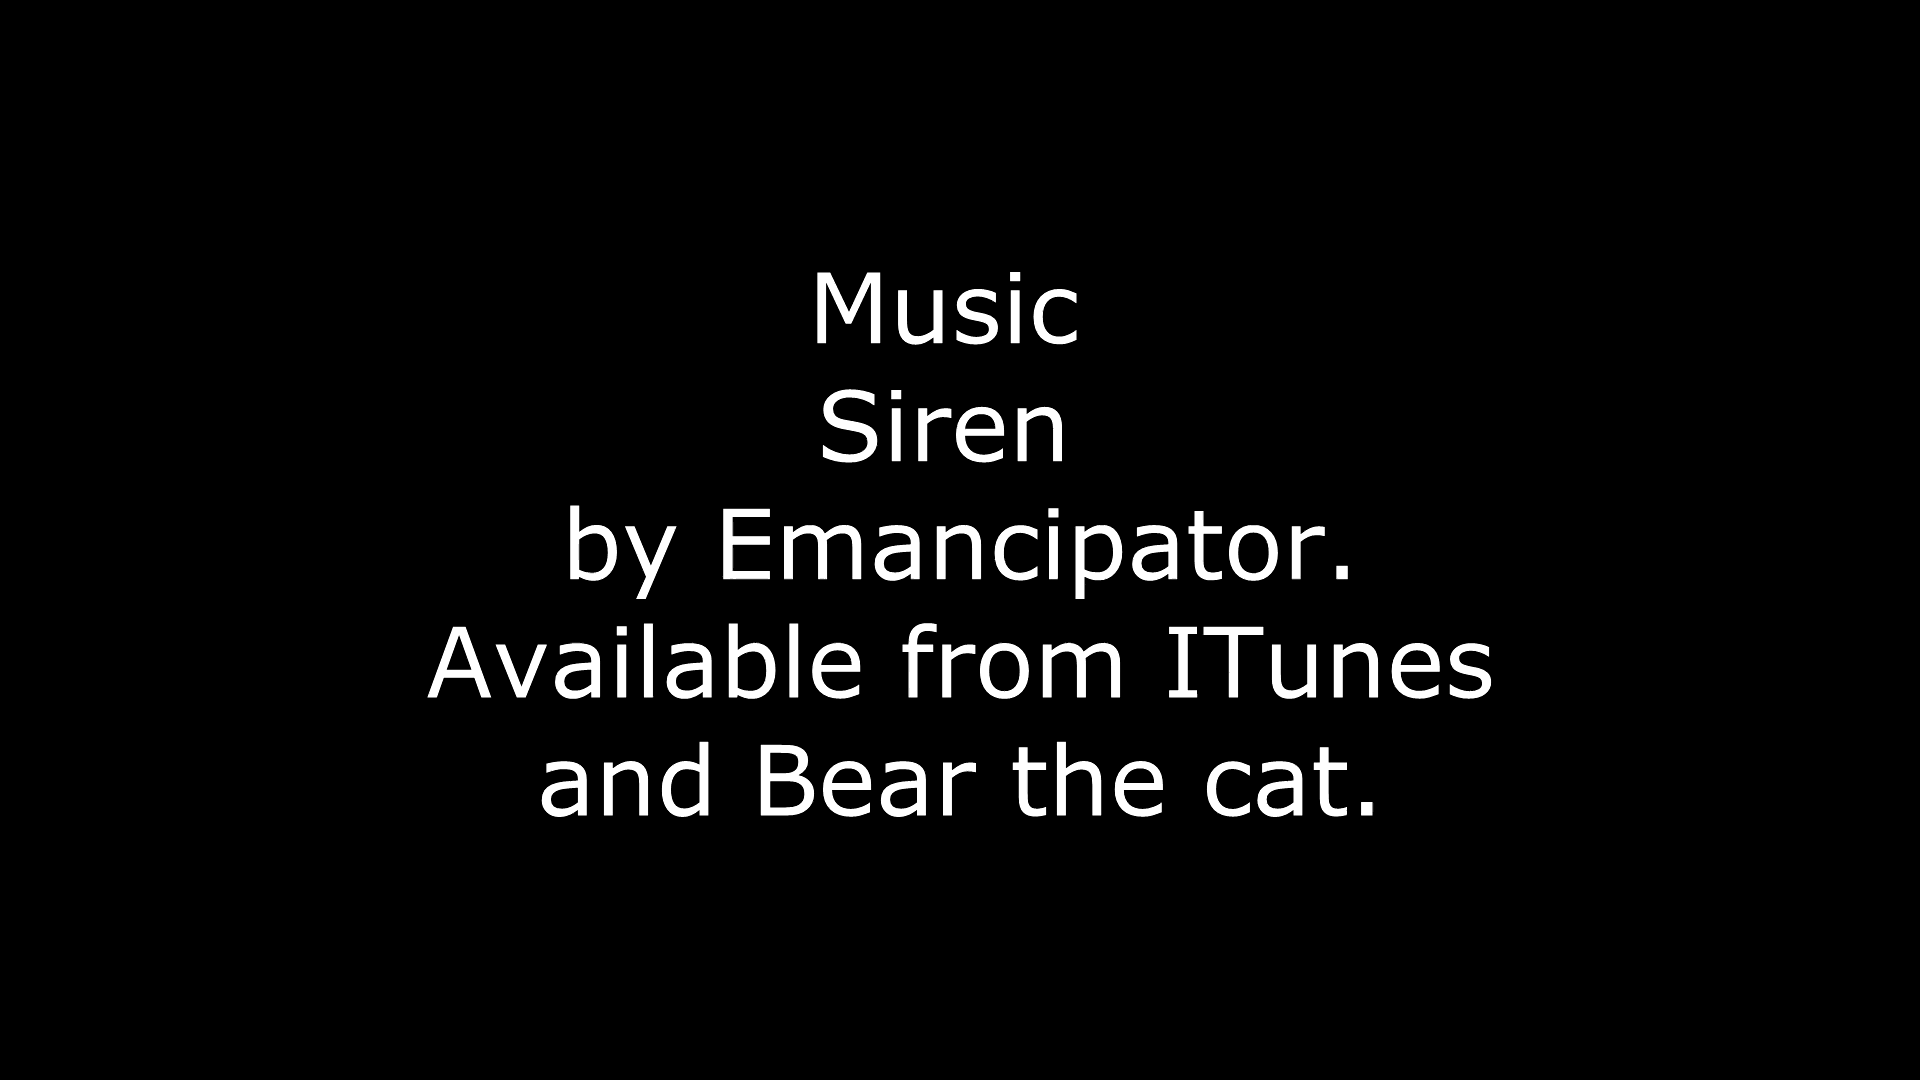 Music
Siren
by Emancipator.
Available from ITunes
and Bear the cat.